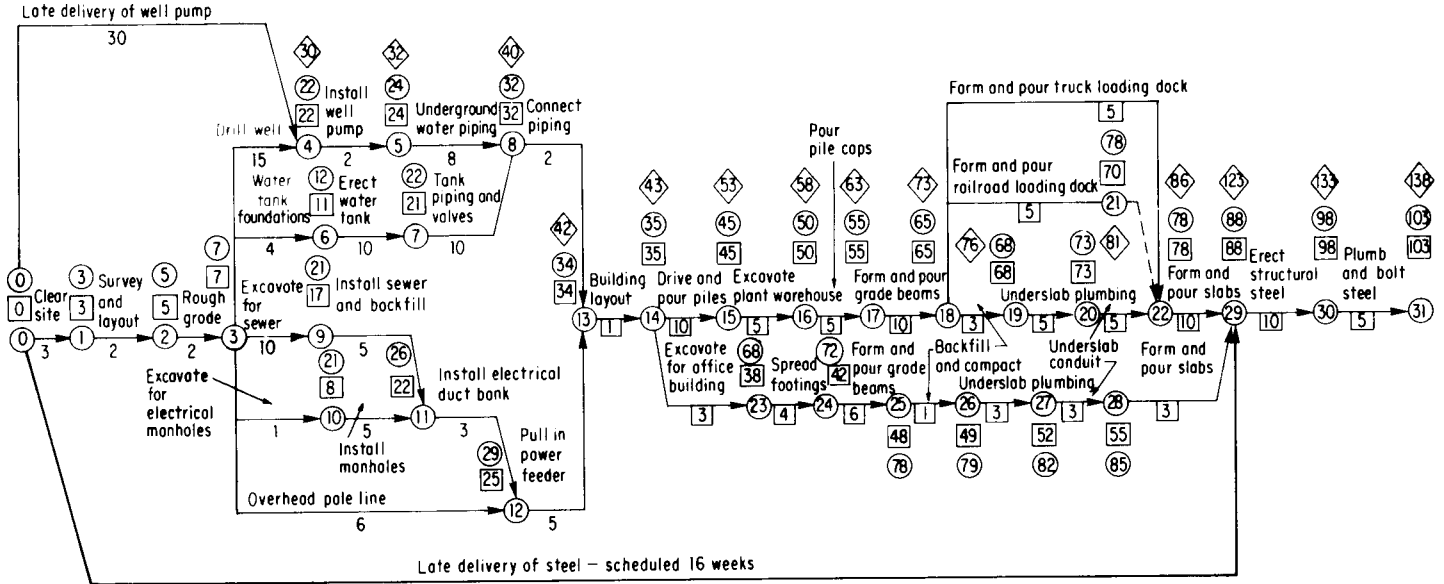 Late delivery of well pump
30
30
32
40
22
24
32
Install
well
pump
22
24
32
Underground
water piping
Connect
piping
Drill well
4
5
8
15
2
8
2
Water
tank
foundations
12
11
Erect
water
tank
22
21
Tank
piping and
valves
6
7
4
10
10
7
7
0
0
Clear
site
3
3
Survey
and
layout
5
5
Rough
grade
Excavate
for
sewer
21
17
Install sewer
and backfill
0
1
2
3
9
3
2
2
10
5
26
22
Excavate
for
electrical
manholes
21
8
10
11
Install electrical
duct bank
1
5
3
Install
manholes
29
25
Pull in
power
feeder
Overhead pole line
12
6
5
42
34
34
13
Building
layout
1
43
35
35
14
Drive and
pour piles
10
53
45
45
15
Excavate
plant warehouse
5
58
50
50
16
Pour
pile caps
5
63
55
55
17
Form and pour
grade beams
10
73
65
65
18
Form and pour truck loading dock
5
78
70
Form and pour
railroad loading dock
21
5
76
68
68
3
19
Underslab plumbing
5
73
73
81
20
5
86
78
78
22
Form and
pour slabs
10
123
88
88
29
Erect
structural
steel
10
133
98
98
30
Plumb
and bolt
steel
5
138
103
103
31
Excavate
for office
building
3
68
38
23
Spread
footings
4
72
42
24
Form and
pour grade
beams
6
25
48
78
Backfill
and compact
1
26
49
79
Underslab plumbing
3
27
52
82
Underslab
conduit
3
28
55
85
Form and
pour slabs
3
Late delivery of steel – scheduled 16 weeks